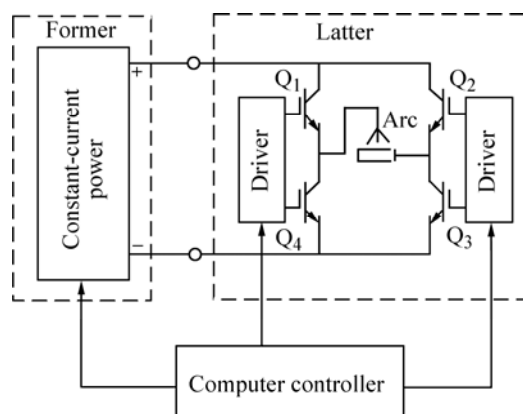 Former
Latter
+
Constant-current
power
−
Driver
Q1
Q4
Arc
Q2
Q3
Driver
Computer controller